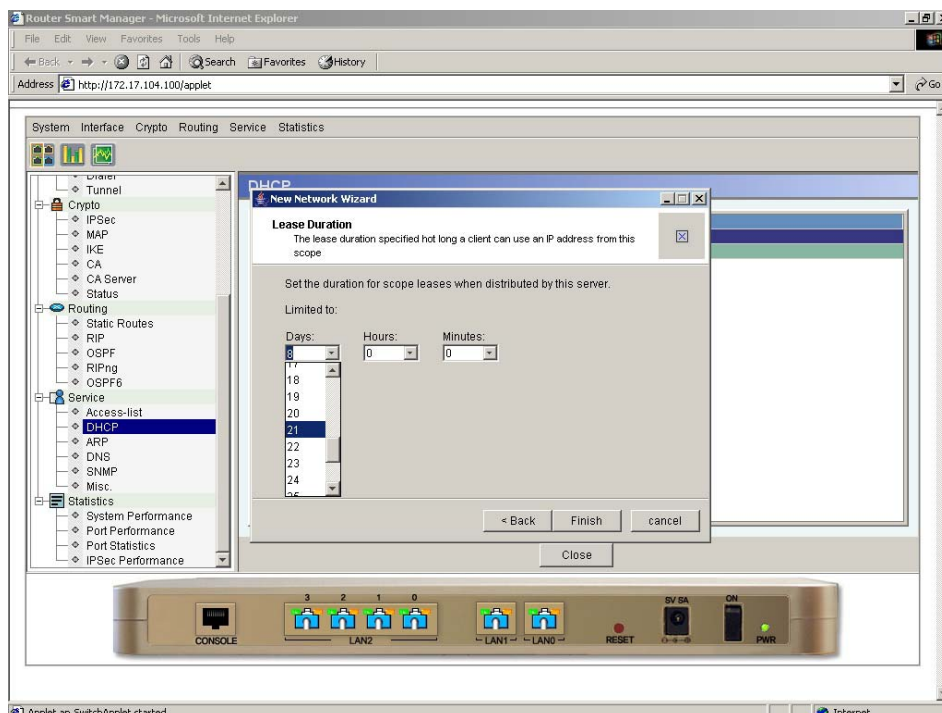 Router Smart Manager - Microsoft Internet Explorer
File Edit View Favorites Tools Help
Back Search Favorites History
Address http://172.17.104.100/applet Go
System Interface Crypto Routing Service Statistics
Dialer
Tunnel
Crypto
IPSec
MAP
IKE
CA
CA Server
Status
Routing
Static Routes
RIP
OSPF
RIPng
OSPF6
Service
Access-list
DHCP
ARP
DNS
SNMP
Misc.
Statistics
System Performance
Port Performance
Port Statistics
IPSec Performance
DHCP
New Network Wizard
Lease Duration
The lease duration specified hot long a client can use an IP address from this
scope
Set the duration for scope leases when distributed by this server.
Limited to:
Days: Hours: Minutes:
8 0 0
17
18
19
20
21
22
23
24
25
< Back Finish cancel
Close
3 2 1 0
CONSOLE LAN2 LAN1 LAN0 RESET 5V 5A ON PWR
Applet an.SwitchApplet started Internet